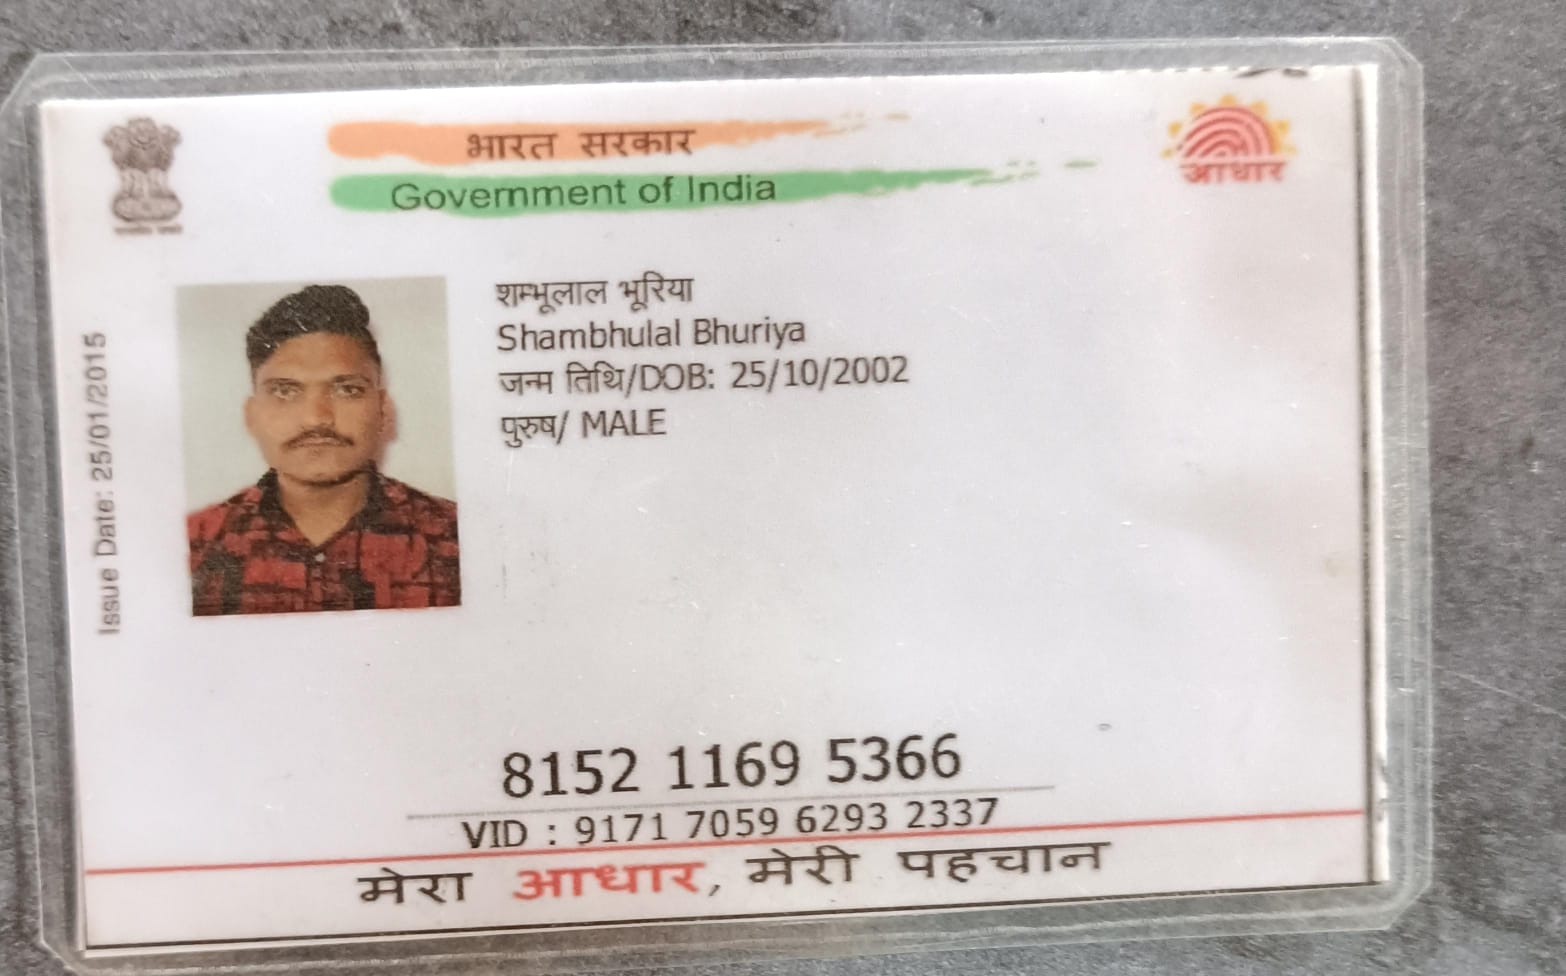 भारत सरकार
Government of India
आधार
शम्भूलाल भूरिया
Shambhulal Bhuriya
जन्म तिथि/DOB: 25/10/2002
पुरुष/ MALE
Issue Date: 25/01/2015
8152 1169 5366
VID : 9171 7059 6293 2337
मेरा आधार, मेरी पहचान